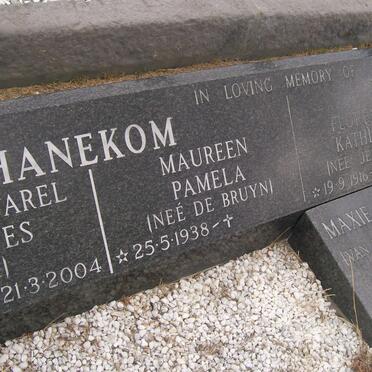 IN LOVING MEMORY OF
HANEKOM
AREL
ES
)
21.3.2004
MAUREEN
PAMELA
(NEÉ DE BRUYN)
☆ 25.5.1938 – ✝
KATH
(NEÉ JE
☆ 19.9.1916
MAXIE